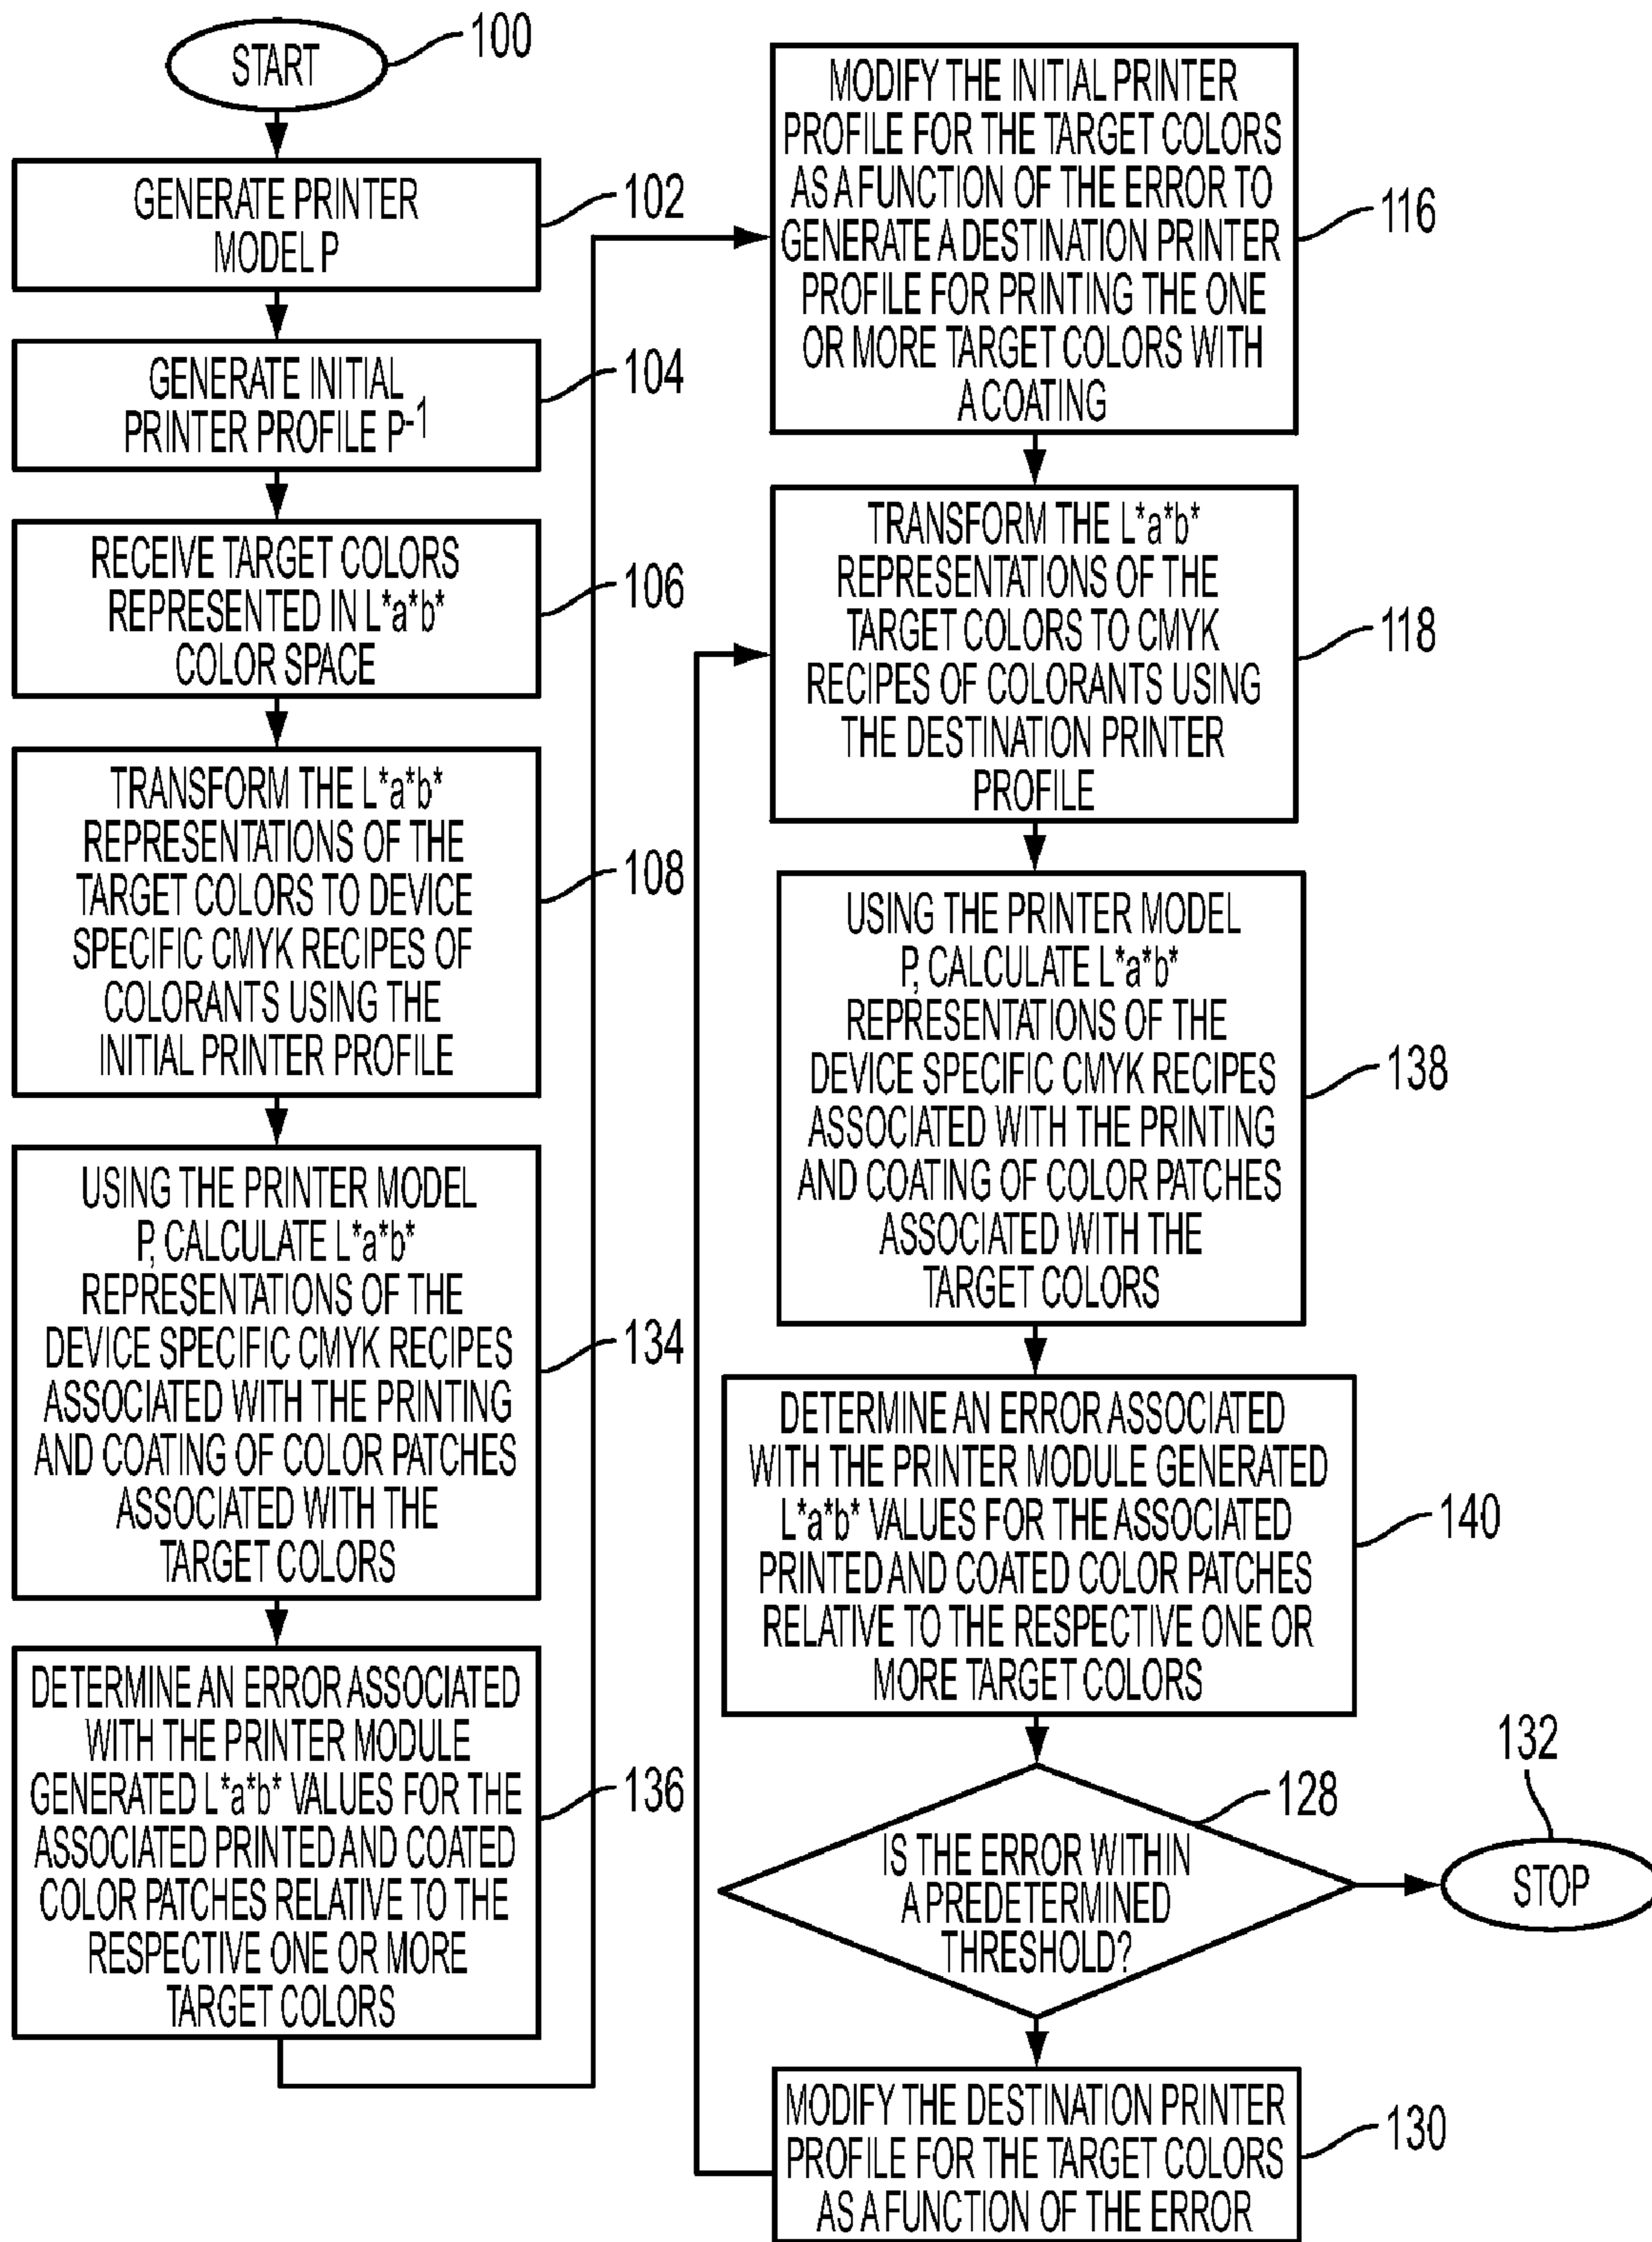 START
100
GENERATE PRINTER
MODEL P
102
GENERATE INITIAL
PRINTER PROFILE P-1
104
RECEIVE TARGET COLORS
REPRESENTED IN L*a*b*
COLOR SPACE
106
TRANSFORM THE L*a*b*
REPRESENTATIONS OF THE
TARGET COLORS TO DEVICE
SPECIFIC CMYK RECIPES OF
COLORANTS USING THE
INITIAL PRINTER PROFILE
108
USING THE PRINTER MODEL
P, CALCULATE L*a*b*
REPRESENTATIONS OF THE
DEVICE SPECIFIC CMYK RECIPES
ASSOCIATED WITH THE PRINTING
AND COATING OF COLOR PATCHES
ASSOCIATED WITH THE
TARGET COLORS
134
DETERMINE AN ERROR ASSOCIATED
WITH THE PRINTER MODULE
GENERATED L*a*b* VALUES FOR THE
ASSOCIATED PRINTED AND COATED
COLOR PATCHES RELATIVE TO THE
RESPECTIVE ONE OR MORE
TARGET COLORS
136
MODIFY THE INITIAL PRINTER
PROFILE FOR THE TARGET COLORS
AS A FUNCTION OF THE ERROR TO
GENERATE A DESTINATION PRINTER
PROFILE FOR PRINTING THE ONE
OR MORE TARGET COLORS WITH
A COATING
116
TRANSFORM THE L*a*b*
REPRESENTATIONS OF THE
TARGET COLORS TO CMYK
RECIPES OF COLORANTS USING
THE DESTINATION PRINTER
PROFILE
118
USING THE PRINTER MODEL
P, CALCULATE L*a*b*
REPRESENTATIONS OF THE
DEVICE SPECIFIC CMYK RECIPES
ASSOCIATED WITH THE PRINTING
AND COATING OF COLOR PATCHES
ASSOCIATED WITH THE
TARGET COLORS
138
DETERMINE AN ERROR ASSOCIATED
WITH THE PRINTER MODULE GENERATED
L*a*b* VALUES FOR THE ASSOCIATED
PRINTED AND COATED COLOR PATCHES
RELATIVE TO THE RESPECTIVE ONE OR
MORE TARGET COLORS
140
IS THE ERROR WITHIN
A PREDETERMINED
THRESHOLD?
128
132
STOP
MODIFY THE DESTINATION PRINTER
PROFILE FOR THE TARGET COLORS
AS A FUNCTION OF THE ERROR
130